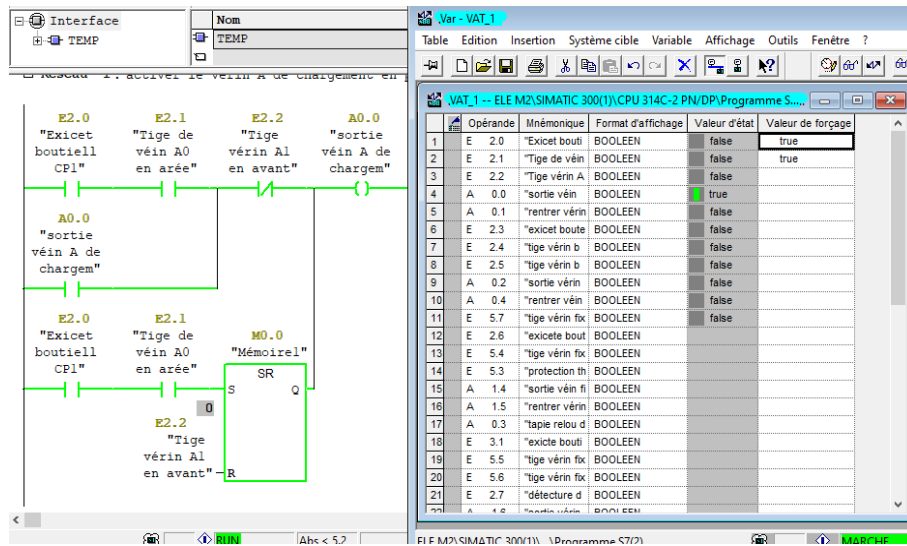 Interface
TEMP
Nom
TEMP
Réseau 1 : activer le vérin A de chargement en p
E2.0
"Exicet
boutiell
CP1"
E2.1
"Tige de
véin A0
en arée"
E2.2
"Tige
vérin A1
en avant"
A0.0
"sortie
véin A de
chargem"
A0.0
"sortie
véin A de
chargem"
E2.0
"Exicet
boutiell
CP1"
E2.1
"Tige de
véin A0
en arée"
M0.0
"Mémoire1"
SR
S Q
0
E2.2
"Tige
vérin A1
en avant"
R
RUN Abs < 5.2
Var - VAT_1
Table Edition Insertion Système cible Variable Affichage Outils Fenêtre ?
VAT_1 -- ELE M2\SIMATIC 300(1)\CPU 314C-2 PN/DP\Programme S....
Opérande Mnémonique Format d'affichage Valeur d'état Valeur de forçage
1 E 2.0 "Exicet bouti BOOLEEN false true
2 E 2.1 "Tige de véin BOOLEEN false true
3 E 2.2 "Tige vérin A BOOLEEN false
4 A 0.0 "sortie véin BOOLEEN true
5 A 0.1 "rentrer vérin BOOLEEN false
6 E 2.3 "exicet boute BOOLEEN false
7 E 2.4 "tige vérin b BOOLEEN false
8 E 2.5 "tige vérin b BOOLEEN false
9 A 0.2 "sortie vérin BOOLEEN false
10 A 0.4 "rentrer véin BOOLEEN false
11 E 5.7 "tige vérin fix BOOLEEN false
12 E 2.6 "exicete bout BOOLEEN
13 E 5.4 "tige vérin fix BOOLEEN
14 E 5.3 "protection th BOOLEEN
15 A 1.4 "sortie véin fi BOOLEEN
16 A 1.5 "rentrer vérin BOOLEEN
17 A 0.3 "tapie relou d BOOLEEN
18 E 3.1 "exicte bouti BOOLEEN
19 E 5.5 "tige vérin fix BOOLEEN
20 E 5.6 "tige vérin fix BOOLEEN
21 E 2.7 "détecture d BOOLEEN
22 A 1.6 "sortie vérin BOOLEEN
ELE M2\SIMATIC 300(1)\...\Programme S7(2) MARCHE